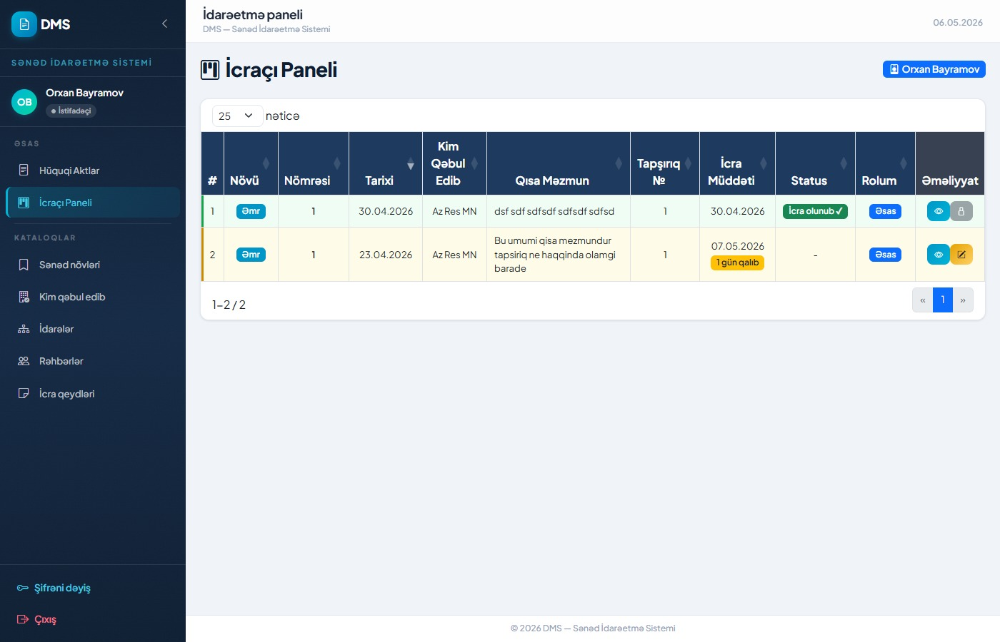 DMS
SƏNƏD İDARƏETMƏ SİSTEMİ
OB
Orxan Bayramov
İstifadəçi
ƏSAS
Hüquqi Aktlar
İcraçı Paneli
KATALOQLAR
Sənəd növləri
Kim qəbul edib
İdarələr
Rəhbərlər
İcra qeydləri
Şifrəni dəyiş
Çıxış
İdarəetmə paneli
DMS — Sənəd İdarəetmə Sistemi
06.05.2026
İcraçı Paneli
Orxan Bayramov
25 nəticə
# Növü Nömrəsi Tarixi Kim Qəbul Edib Qısa Məzmun Tapşırıq № İcra Müddəti Status Rolum Əməliyyat
1 Əmr 1 30.04.2026 Az Res MN dsf sdf sdfsdf sdfsdf sdfsd 1 30.04.2026 İcra olunub ✓ Əsas
2 Əmr 1 23.04.2026 Az Res MN Bu umumi qisa mezmundur
tapsiriq ne haqqinda olamgi
barade
1 07.05.2026
1 gün qalıb
- Əsas
1–2 / 2
« 1 »
© 2026 DMS — Sənəd İdarəetmə Sistemi